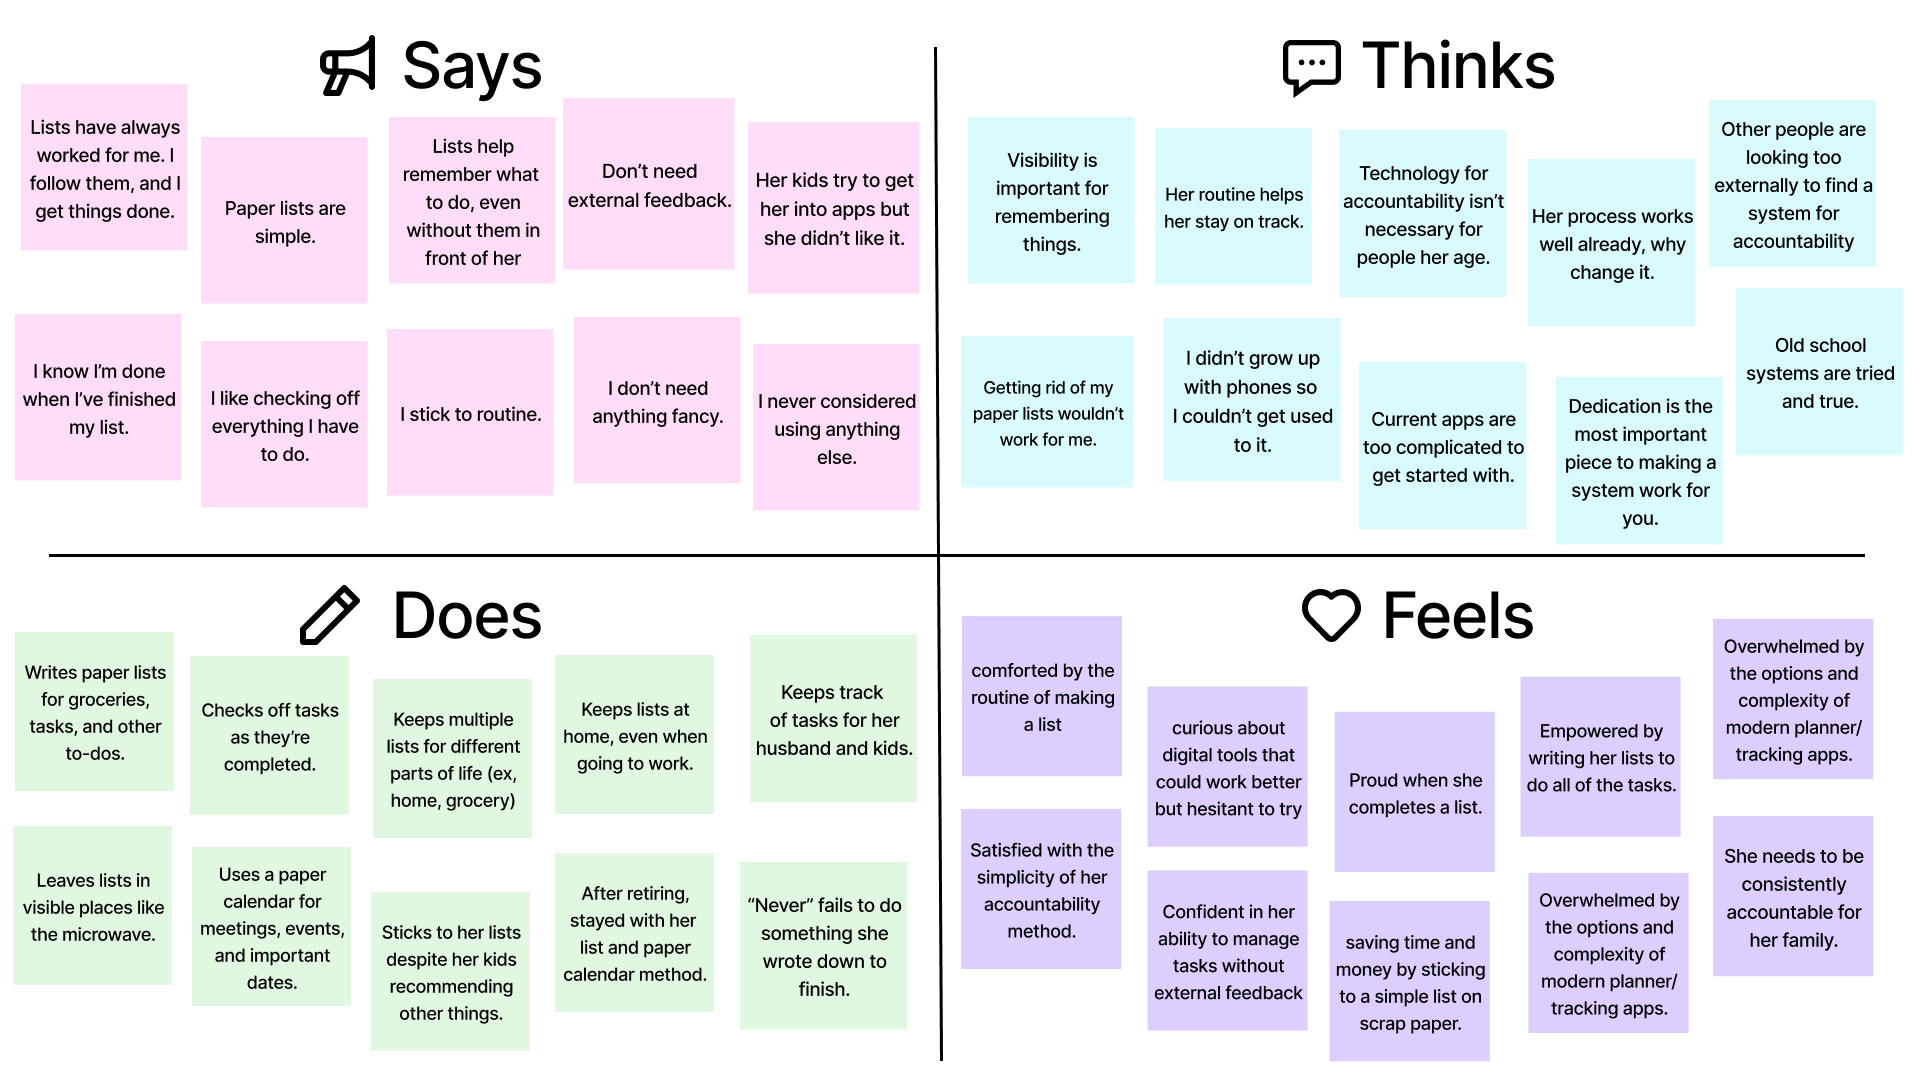 Says
Lists have always
worked for me. I
follow them, and I
get things done.
Paper lists are
simple.
Lists help
remember what
to do, even
without them in
front of her
Don’t need
external feedback.
Her kids try to get
her into apps but
she didn’t like it.
I know I’m done
when I’ve finished
my list.
I like checking off
everything I have
to do.
I stick to routine.
I don’t need
anything fancy.
I never considered
using anything
else.
Thinks
Visibility is
important for
remembering
things.
Her routine helps
her stay on track.
Technology for
accountability isn’t
necessary for
people her age.
Her process works
well already, why
change it.
Other people are
looking too
externally to find a
system for
accountability
Getting rid of my
paper lists wouldn’t
work for me.
I didn’t grow up
with phones so
I couldn’t get used
to it.
Current apps are
too complicated to
get started with.
Dedication is the
most important
piece to making a
system work for
you.
Old school
systems are tried
and true.
Does
Writes paper lists
for groceries,
tasks, and other
to-dos.
Checks off tasks
as they’re
completed.
Keeps multiple
lists for different
parts of life (ex,
home, grocery)
Keeps lists at
home, even when
going to work.
Keeps track
of tasks for her
husband and kids.
Leaves lists in
visible places like
the microwave.
Uses a paper
calendar for
meetings, events,
and important
dates.
Sticks to her lists
despite her kids
recommending
other things.
After retiring,
stayed with her
list and paper
calendar method.
“Never” fails to do
something she
wrote down to
finish.
Feels
comforted by the
routine of making
a list
curious about
digital tools that
could work better
but hesitant to try
Proud when she
completes a list.
Empowered by
writing her lists to
do all of the tasks.
Overwhelmed by
the options and
complexity of
modern planner/
tracking apps.
Satisfied with the
simplicity of her
accountability
method.
Confident in her
ability to manage
tasks without
external feedback
saving time and
money by sticking
to a simple list on
scrap paper.
Overwhelmed by
the options and
complexity of
modern planner/
tracking apps.
She needs to be
consistently
accountable for
her family.